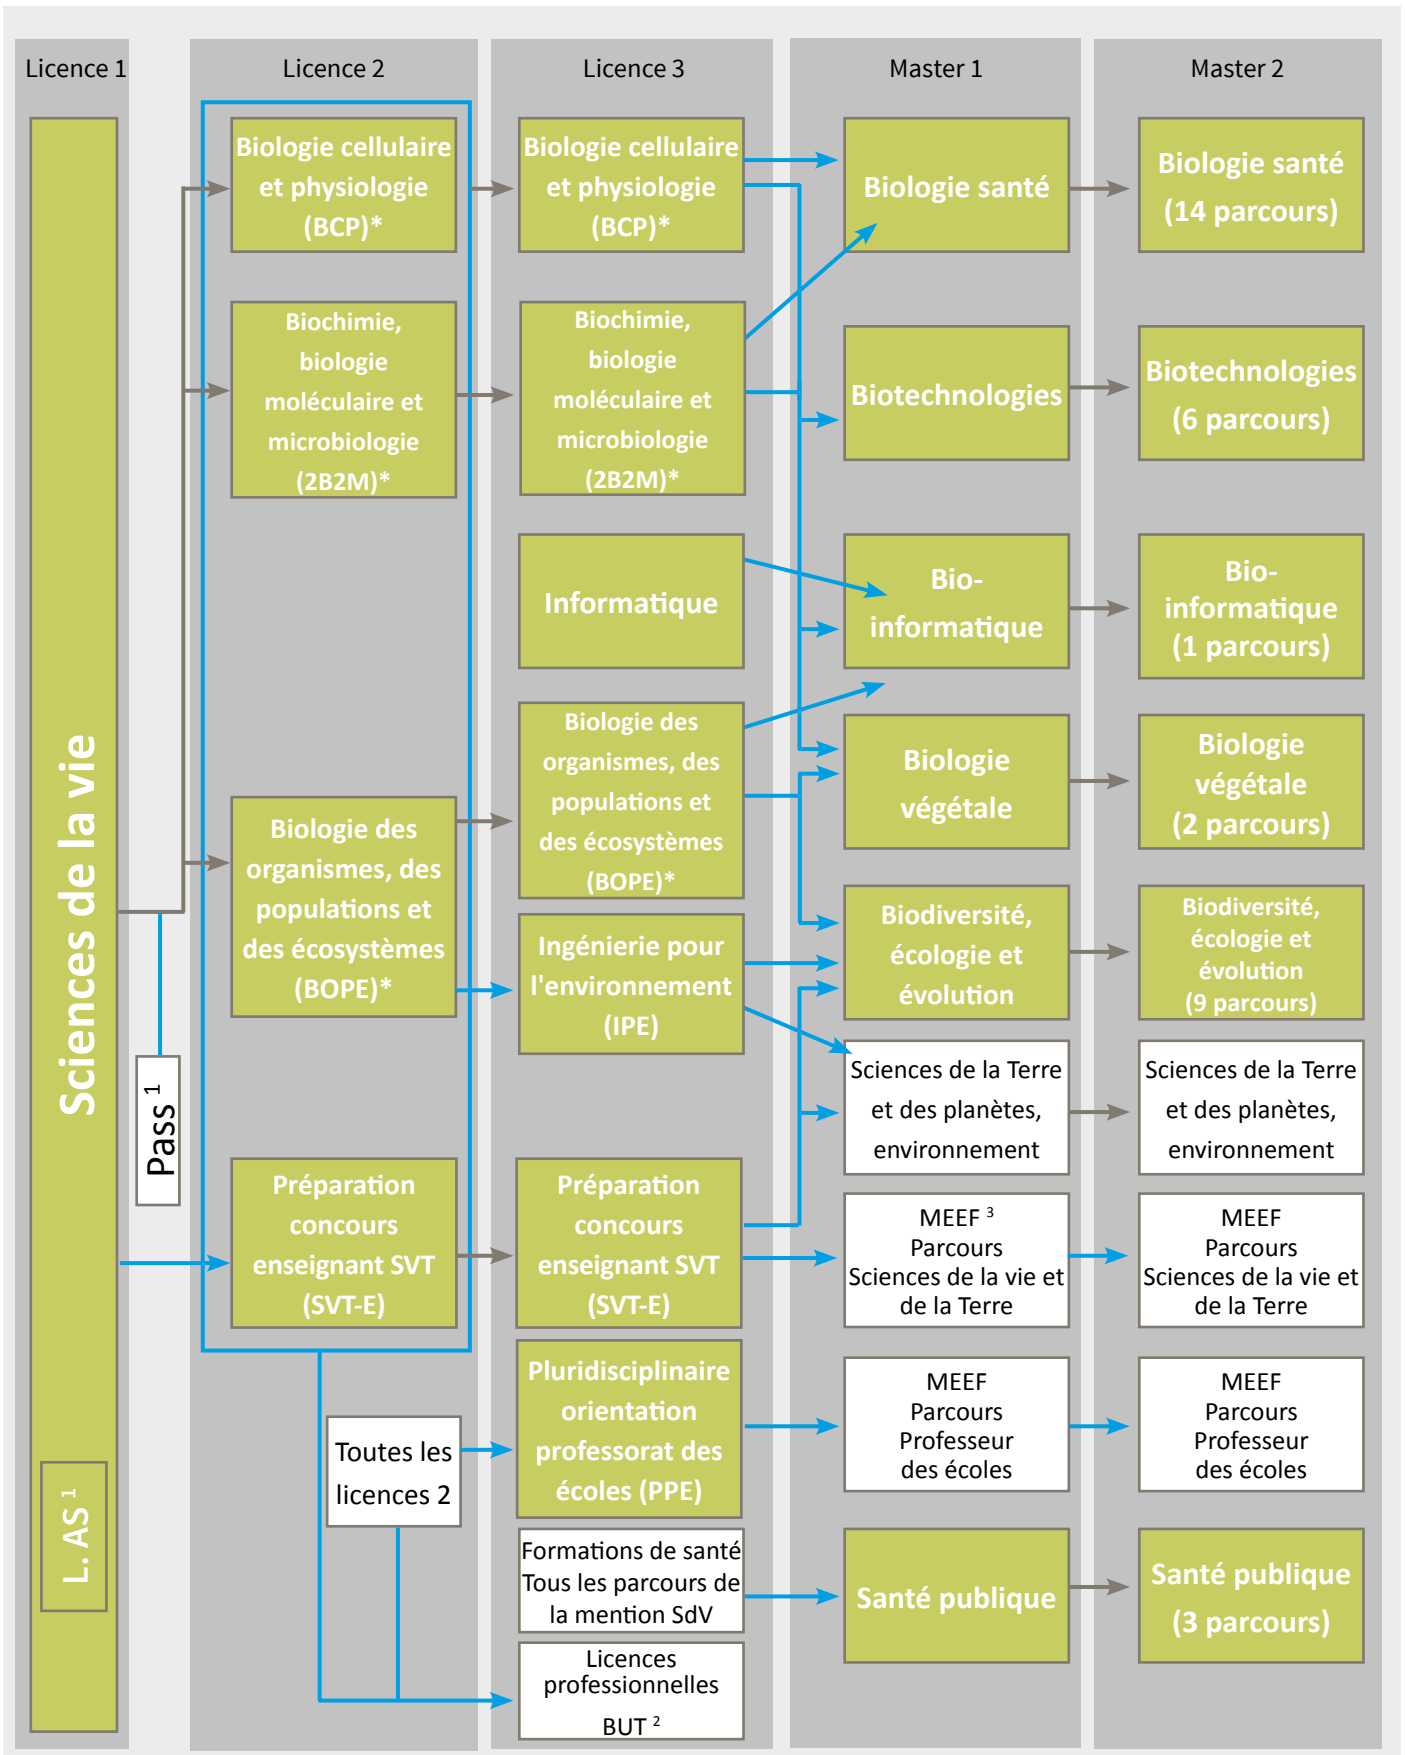 Licence 1
Licence 2
Licence 3
Master 1
Master 2
Sciences de la vie
L. AS 1
Pass 1
Biologie cellulaire
et physiologie
(BCP)*
Biochimie,
biologie
moléculaire et
microbiologie
(2B2M)*
Biologie des
organismes, des
populations et
des écosystèmes
(BOPE)*
Préparation
concours
enseignant SVT
(SVT-E)
Toutes les
licences 2
Biologie cellulaire
et physiologie
(BCP)*
Biochimie,
biologie
moléculaire et
microbiologie
(2B2M)*
Informatique
Biologie des
organismes, des
populations et
des écosystèmes
(BOPE)*
Ingénierie pour
l'environnement
(IPE)
Préparation
concours
enseignant SVT
(SVT-E)
Pluridisciplinaire
orientation
professorat des
écoles (PPE)
Formations de santé
Tous les parcours de
la mention SdV
Licences
professionnelles
BUT 2
Biologie santé
Biotechnologies
Bio-
informatique
Biologie
végétale
Biodiversité,
écologie et
évolution
Sciences de la Terre
et des planètes,
environnement
MEEF 3
Parcours
Sciences de la vie et
de la Terre
MEEF
Parcours
Professeur
des écoles
Santé publique
Biologie santé
(14 parcours)
Biotechnologies
(6 parcours)
Bio-
informatique
(1 parcours)
Biologie
végétale
(2 parcours)
Biodiversité,
écologie et
évolution
(9 parcours)
Sciences de la Terre
et des planètes,
environnement
MEEF
Parcours
Sciences de la vie et
de la Terre
MEEF
Parcours
Professeur
des écoles
Santé publique
(3 parcours)